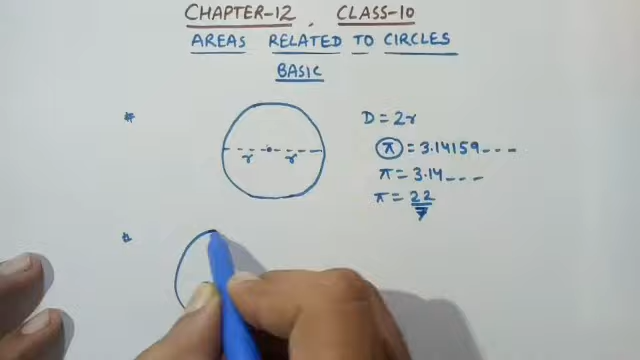 CHAPTER-12, CLASS-10
AREAS RELATED TO CIRCLES
BASIC
* r r D = 2r
π = 3.14159---
π = 3.14---
π = 22/7
*